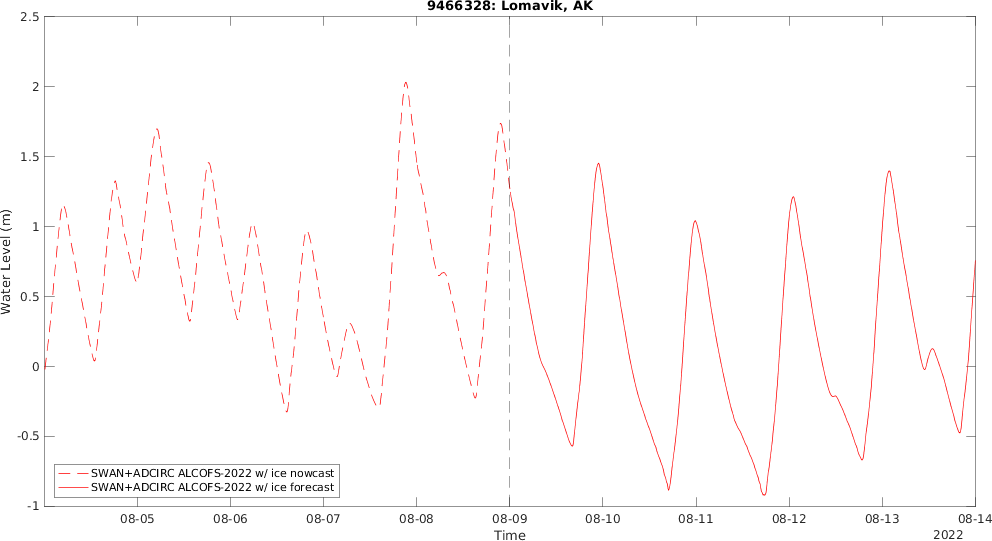 9466328: Lomavik, AK
Water Level (m)
2.5
2
1.5
1
0.5
0
-0.5
-1
SWAN+ADCIRC ALCOFS-2022 w/ ice nowcast
SWAN+ADCIRC ALCOFS-2022 w/ ice forecast
08-05 08-06 08-07 08-08 08-09 08-10 08-11 08-12 08-13 08-14
Time
2022